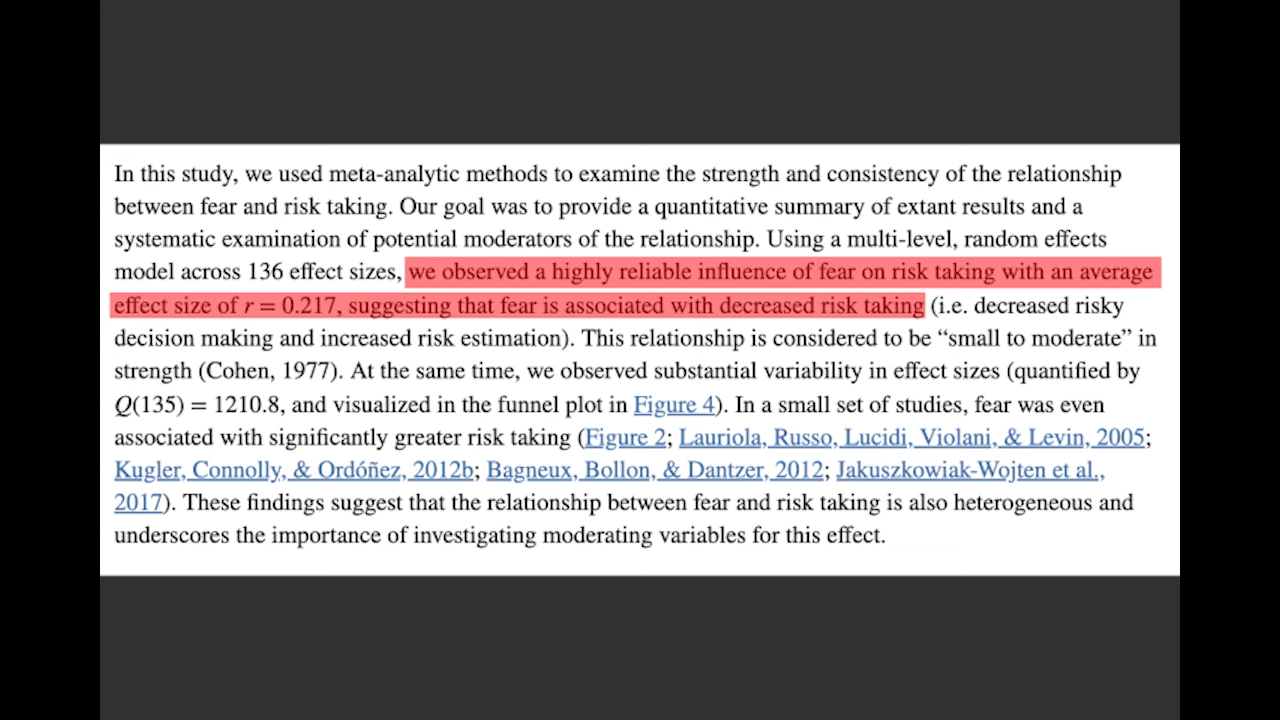 In this study, we used meta-analytic methods to examine the strength and consistency of the relationship
between fear and risk taking. Our goal was to provide a quantitative summary of extant results and a
systematic examination of potential moderators of the relationship. Using a multi-level, random effects
model across 136 effect sizes, we observed a highly reliable influence of fear on risk taking with an average
effect size of r = 0.217, suggesting that fear is associated with decreased risk taking (i.e. decreased risky
decision making and increased risk estimation). This relationship is considered to be “small to moderate” in
strength (Cohen, 1977). At the same time, we observed substantial variability in effect sizes (quantified by
Q(135) = 1210.8, and visualized in the funnel plot in Figure 4). In a small set of studies, fear was even
associated with significantly greater risk taking (Figure 2; Lauriola, Russo, Lucidi, Violani, & Levin, 2005;
Kugler, Connolly, & Ordóñez, 2012b; Bagneux, Bollon, & Dantzer, 2012; Jakuszkowiak-Wojten et al.,
2017). These findings suggest that the relationship between fear and risk taking is also heterogeneous and
underscores the importance of investigating moderating variables for this effect.